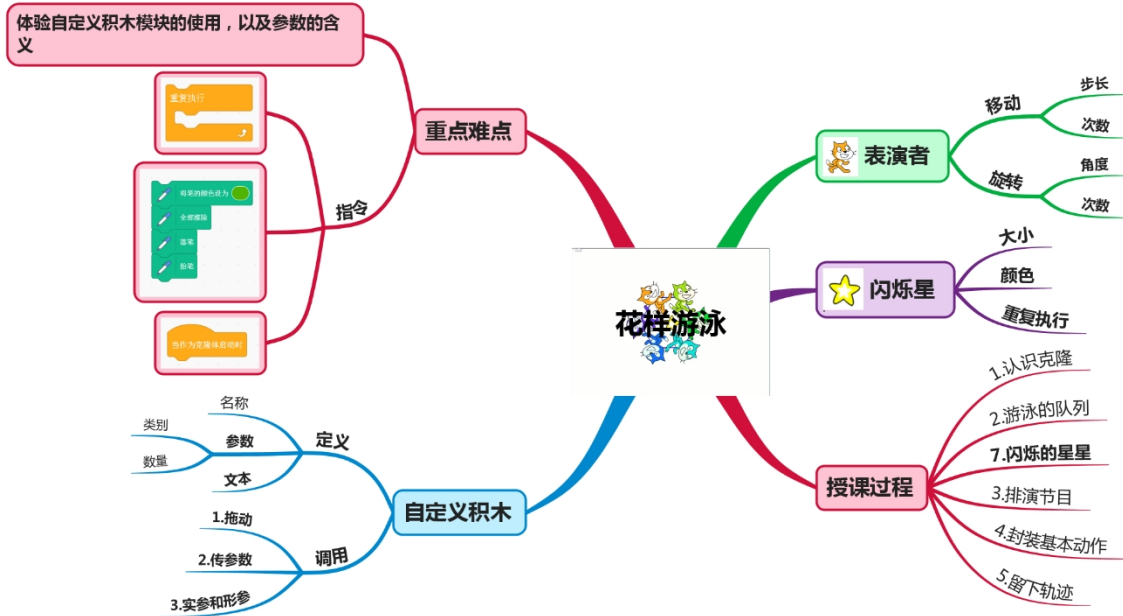 体验自定义积木模块的使用，以及参数的含
义
重复执行
将笔的颜色设为
全部擦除
落笔
抬笔
当作为克隆体启动时
指令
重点难点
花样游泳
表演者
移动
步长
次数
旋转
角度
次数
闪烁星
大小
颜色
重复执行
授课过程
1.认识克隆
2.游泳的队列
7.闪烁的星星
3.排演节目
4.封装基本动作
5.留下轨迹
自定义积木
定义
名称
参数
类别
数量
文本
调用
1.拖动
2.传参数
3.实参和形参